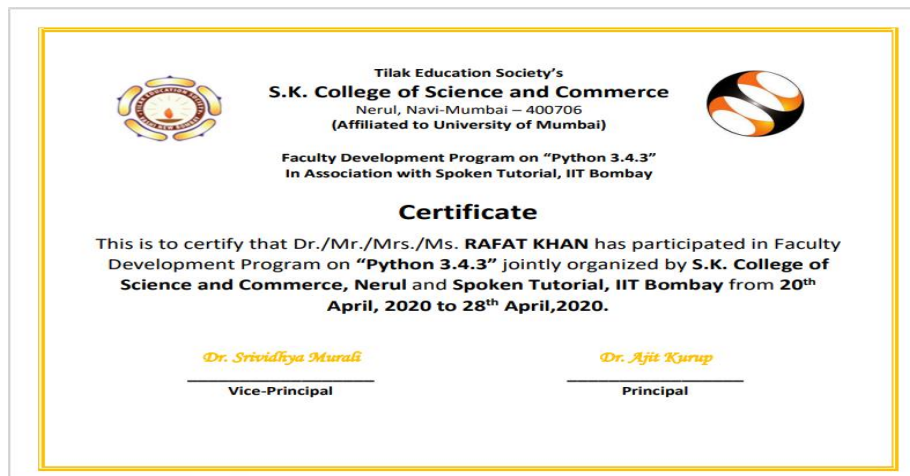 Tilak Education Society's
S.K. College of Science and Commerce
Nerul, Navi-Mumbai – 400706
(Affiliated to University of Mumbai)
Faculty Development Program on “Python 3.4.3”
In Association with Spoken Tutorial, IIT Bombay
Certificate
This is to certify that Dr./Mr./Mrs./Ms. RAFAT KHAN has participated in Faculty
Development Program on “Python 3.4.3” jointly organized by S.K. College of
Science and Commerce, Nerul and Spoken Tutorial, IIT Bombay from 20th
April, 2020 to 28th April,2020.
Dr. Srividhya Murali
Dr. Ajit Kurup
Vice-Principal
Principal